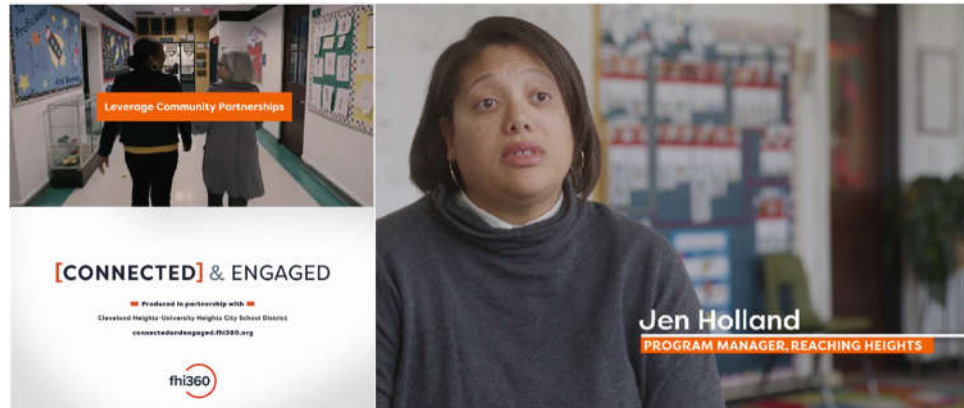 Leverage Community Partnerships
[CONNECTED] & ENGAGED
Produced in partnership with
Cleveland Heights-University Heights City School District
connectedandengaged.fhi360.org
fhi360
Jen Holland
PROGRAM MANAGER, REACHING HEIGHTS